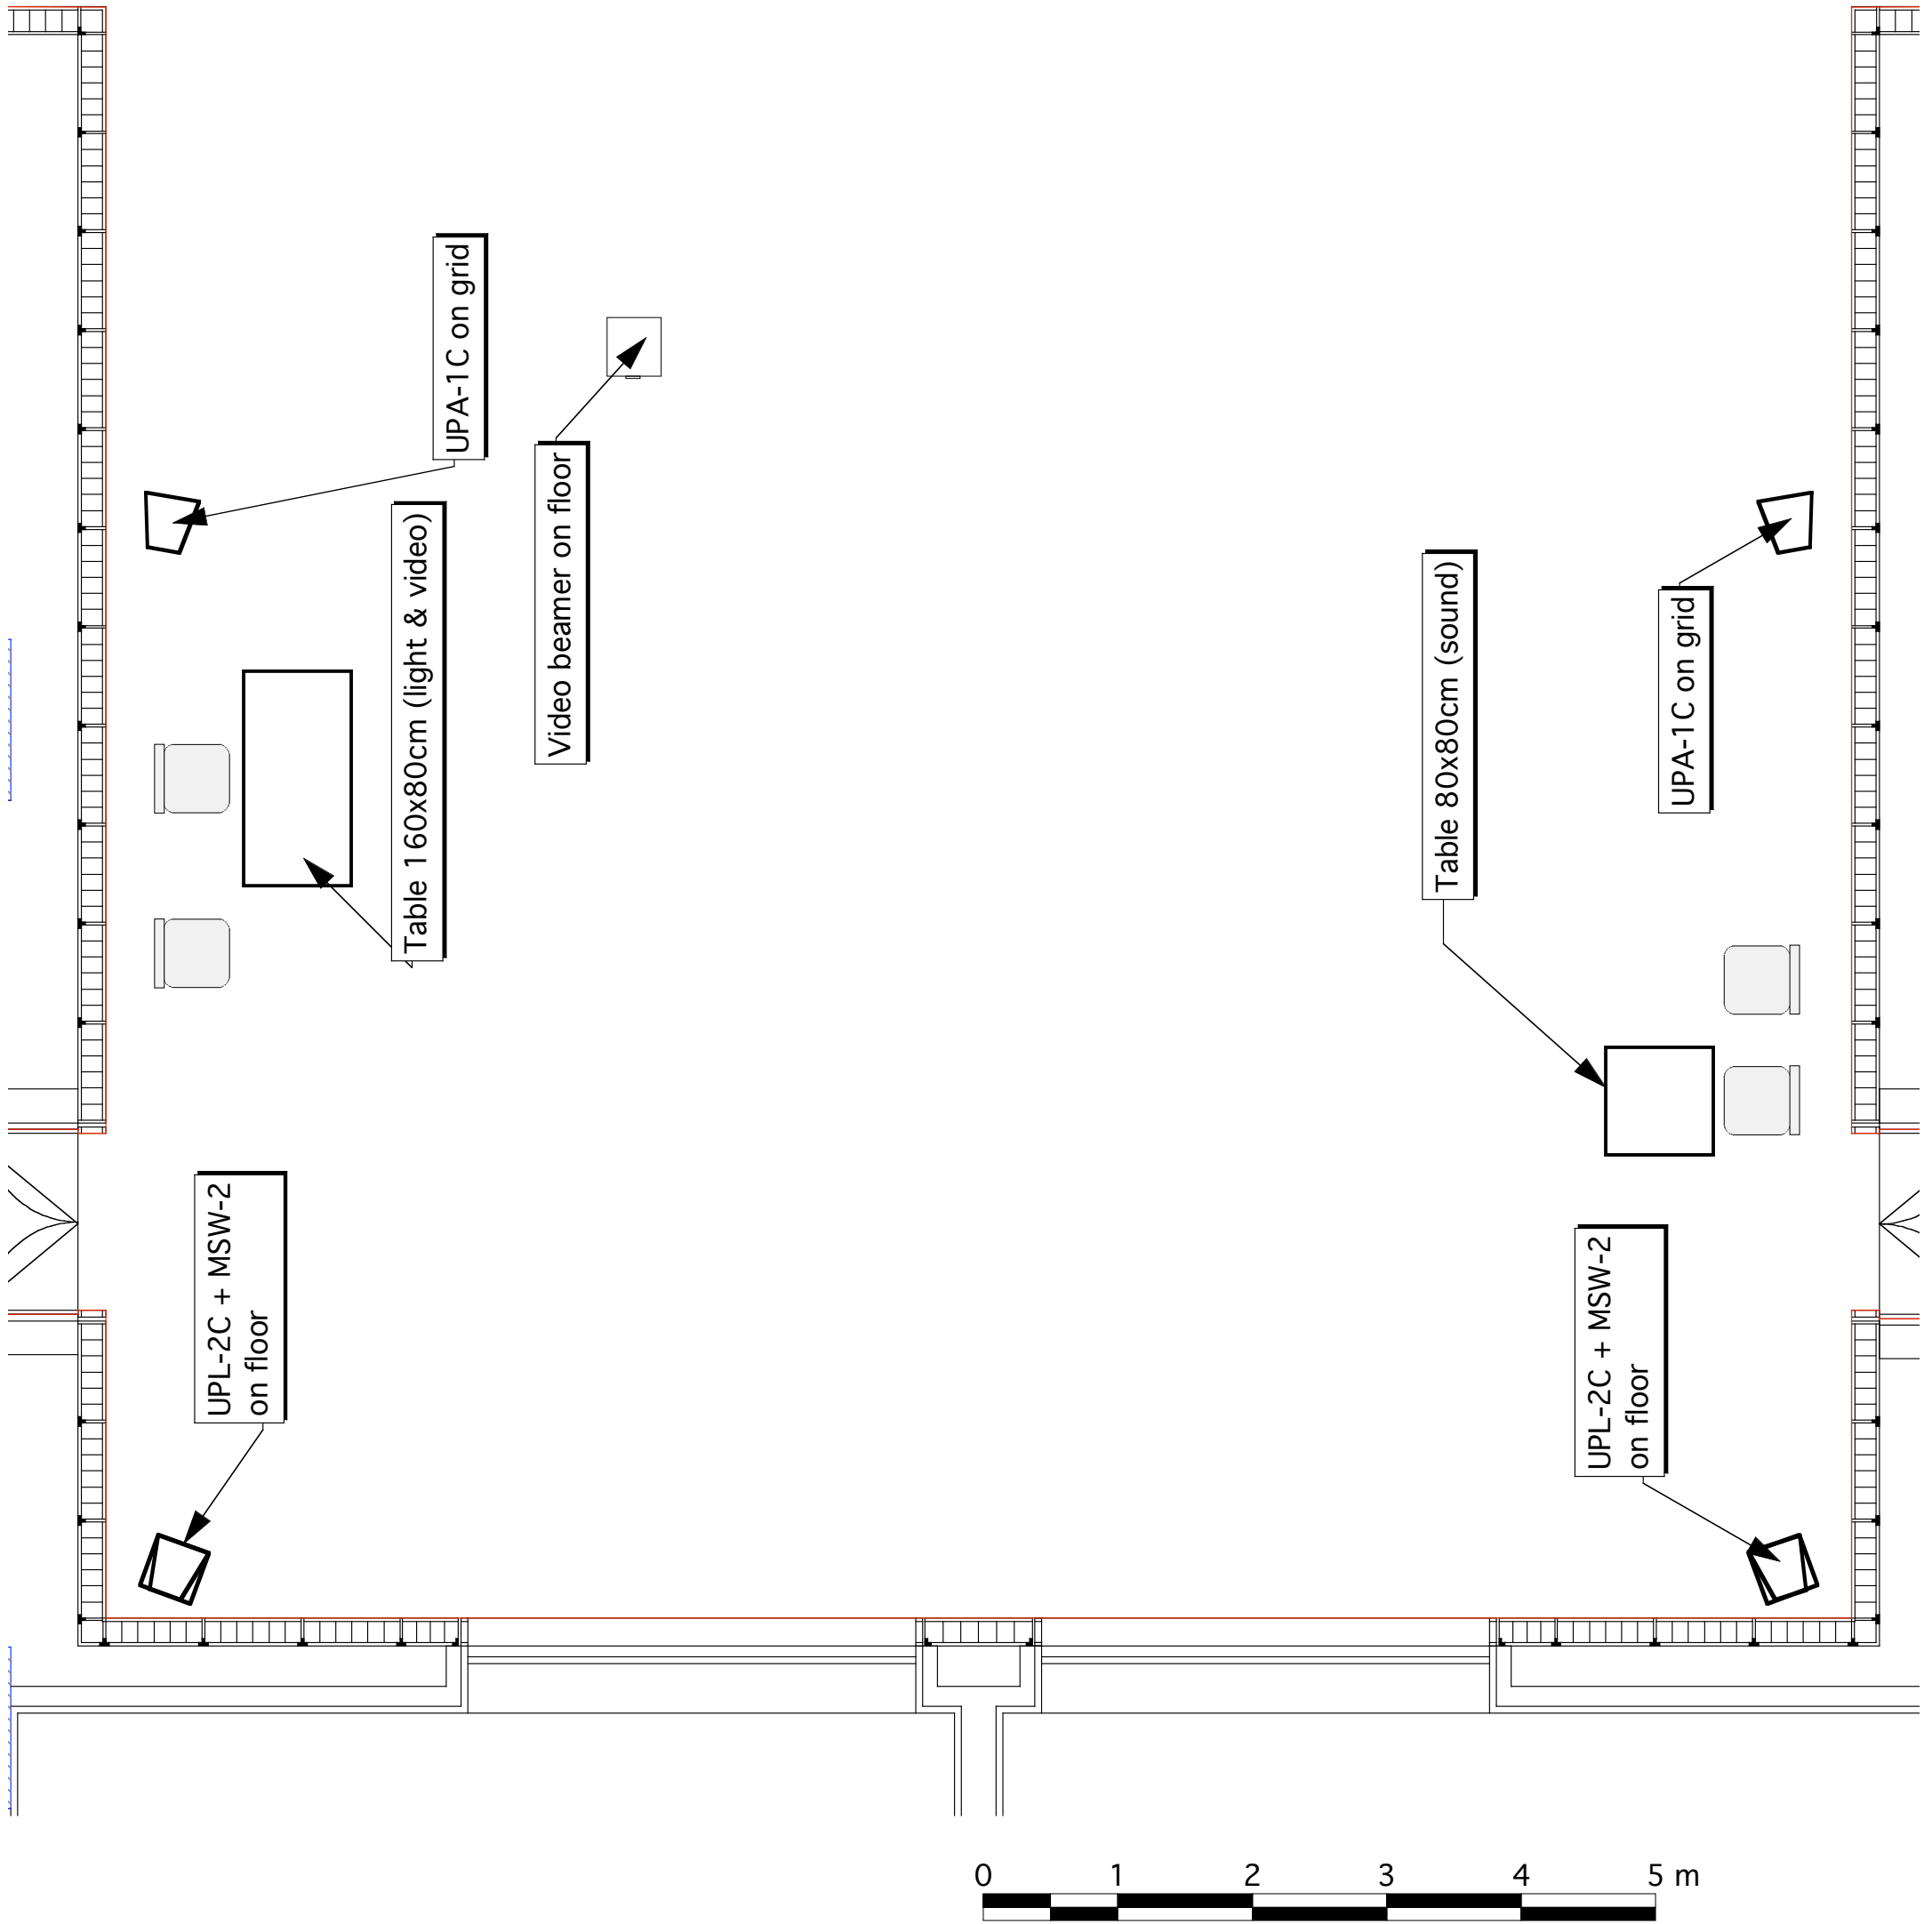 UPA-1C on grid
Video beamer on floor
Table 160x80cm (light & video)
Table 80x80cm (sound)
UPA-1C on grid
UPL-2C + MSW-2
on floor
UPL-2C + MSW-2
on floor
0 1 2 3 4 5 m